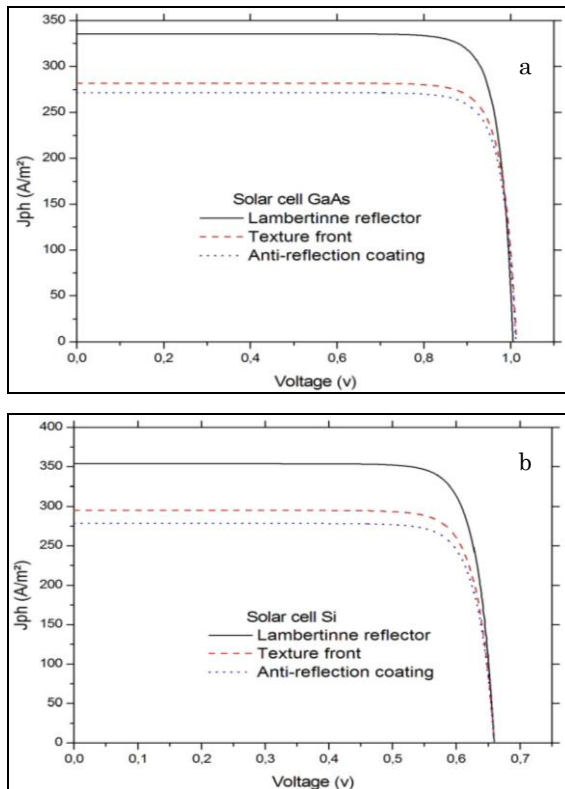 350
300
250
200
150
100
50
0
Jph (A/m²)
a
Solar cell GaAs
Lambertinne reflector
Texture front
Anti-reflection coating
0,0 0,2 0,4 0,6 0,8 1,0
Voltage (v)
400
350
300
250
200
150
100
50
0
Jph (A/m²)
b
Solar cell Si
Lambertinne reflector
Texture front
Anti-reflection coating
0,0 0,1 0,2 0,3 0,4 0,5 0,6 0,7
Voltage (v)